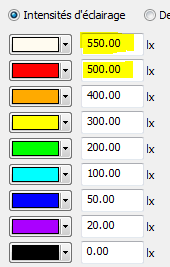 Intensités d'éclairage De
550.00 lx
500.00 lx
400.00 lx
300.00 lx
200.00 lx
100.00 lx
50.00 lx
20.00 lx
0.00 lx